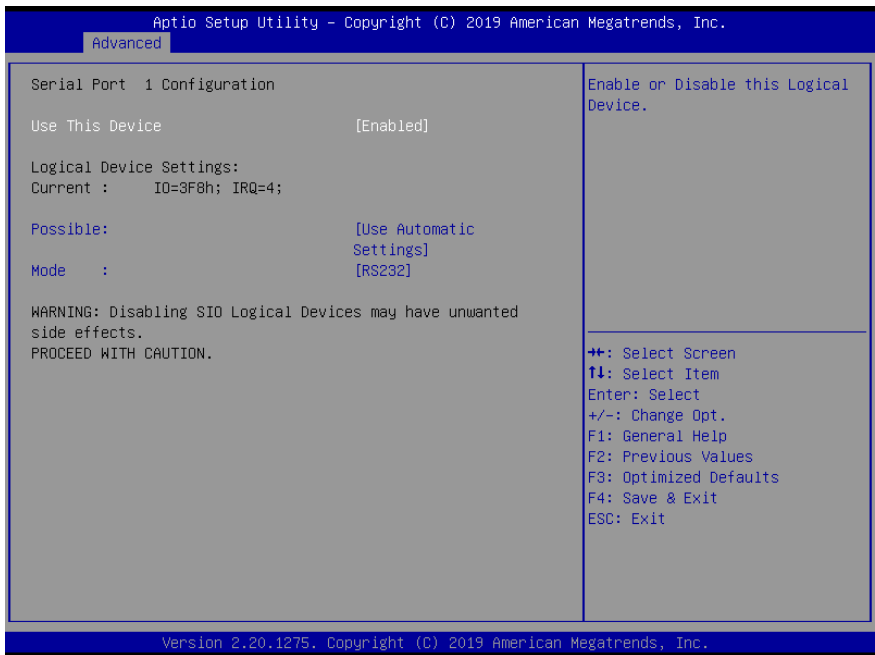 Aptio Setup Utility – Copyright (C) 2019 American Megatrends, Inc.
Advanced
Serial Port 1 Configuration
Use This Device [Enabled]
Logical Device Settings:
Current : IO=3F8h; IRQ=4;
Possible: [Use Automatic
Settings]
Mode : [RS232]
WARNING: Disabling SIO Logical Devices may have unwanted
side effects.
PROCEED WITH CAUTION.
Enable or Disable this Logical
Device.
→←: Select Screen
↑↓: Select Item
Enter: Select
+/-: Change Opt.
F1: General Help
F2: Previous Values
F3: Optimized Defaults
F4: Save & Exit
ESC: Exit
Version 2.20.1275. Copyright (C) 2019 American Megatrends, Inc.